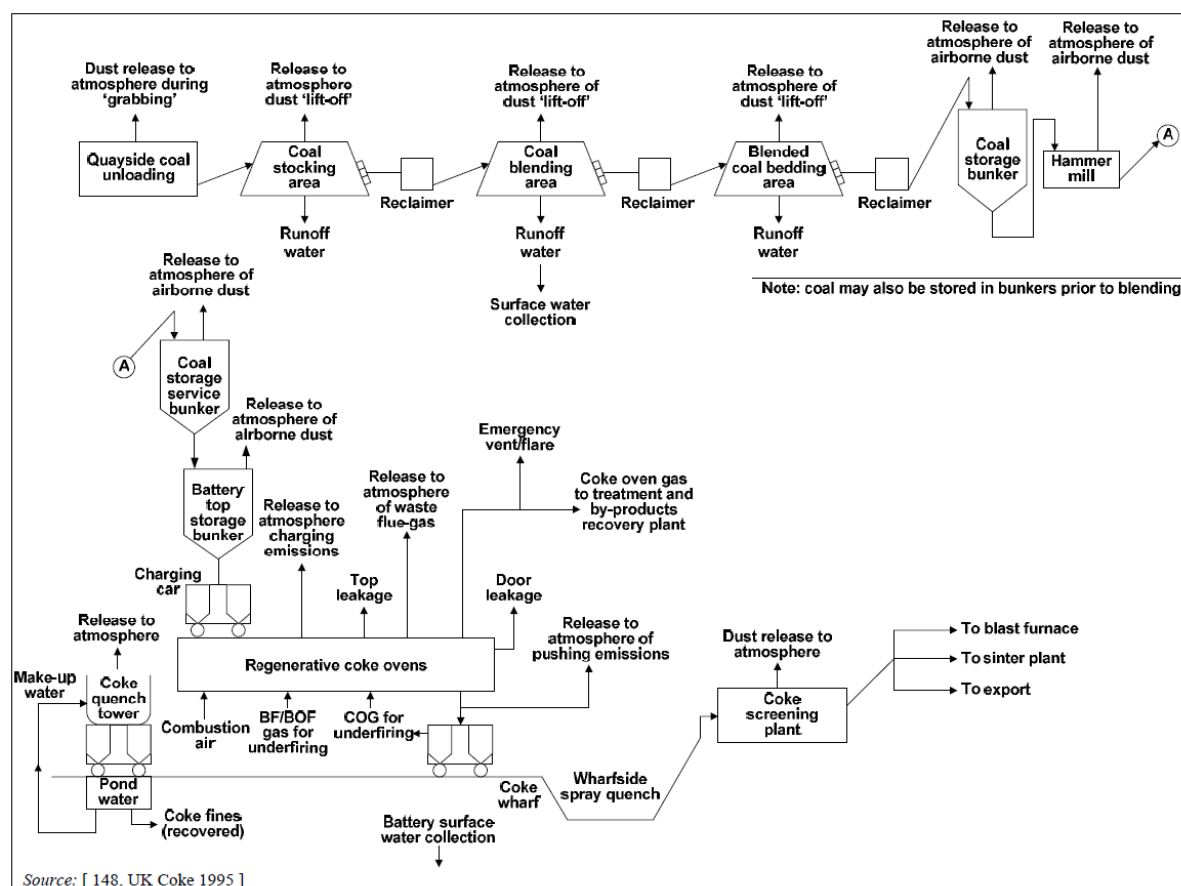 Dust release to
atmosphere during
'grabbing'
Release to
atmosphere
dust 'lift-off'
Release to
atmosphere of
dust 'lift-off'
Release to
atmosphere of
dust 'lift-off'
Release to
atmosphere of
airborne dust
Release to
atmosphere of
airborne dust
Quayside coal
unloading
Coal
stocking
area
Reclaimer
Coal
blending
area
Reclaimer
Blended
coal bedding
area
Reclaimer
Coal
storage
bunker
Hammer
mill
A
Runoff
water
Runoff
water
Runoff
water
Surface water
collection
Note: coal may also be stored in bunkers prior to blending
Release to
atmosphere of
airborne dust
A
Coal
storage
service
bunker
Release to
atmosphere of
airborne dust
Battery
top
storage
bunker
Charging
car
Release to
atmosphere
charging
emissions
Release to
atmosphere
of waste
flue-gas
Emergency
vent/flare
Coke oven gas
to treatment and
by-products
recovery plant
Top
leakage
Door
leakage
Release to
atmosphere
Regenerative coke ovens
Release to
atmosphere of
pushing emissions
Dust release to
atmosphere
To blast furnace
To sinter plant
To export
Make-up
water
Coke
quench
tower
Combustion
air
BF/BOF
gas for
underfiring
COG for
underfiring
Coke
screening
plant
Pond
water
Coke fines
(recovered)
Coke
wharf
Wharfside
spray quench
Battery surface-
water collection
Source: [ 148, UK Coke 1995 ]